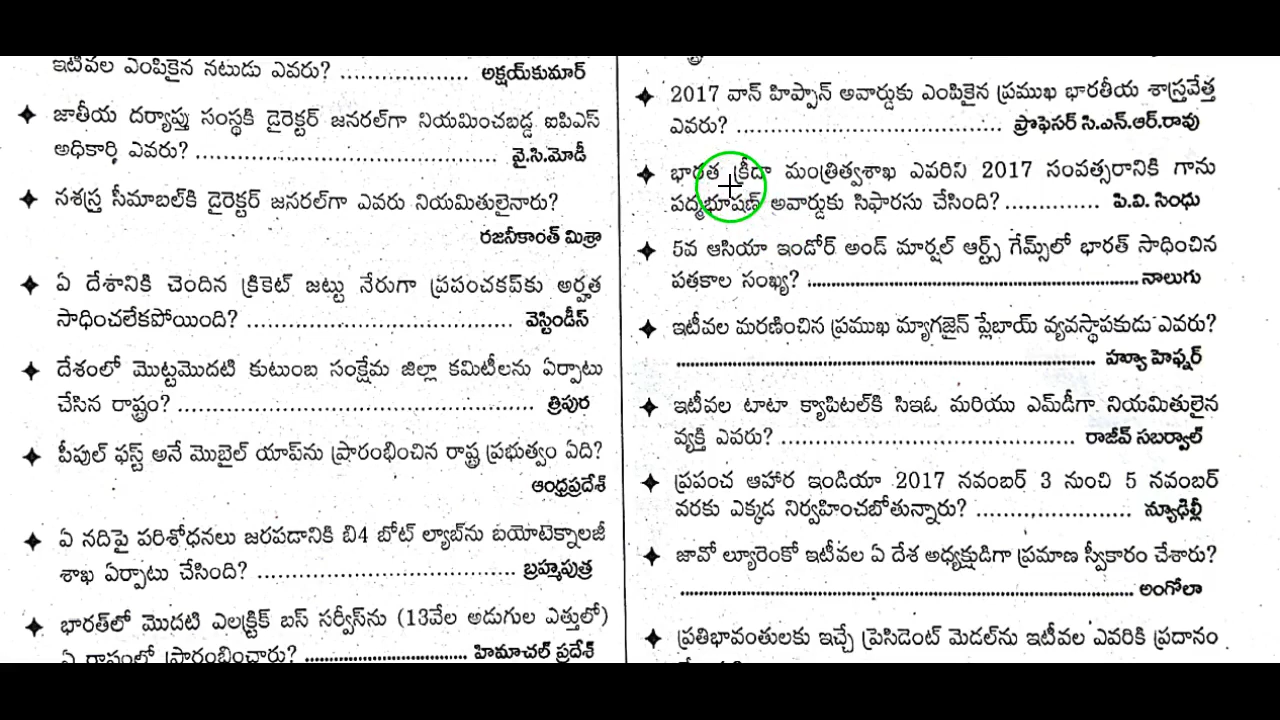 ఇటీవల ఎంపికైన నటుడు ఎవరు? ................... అక్షయ్‌కుమార్
✦ జాతీయ దర్యాప్తు సంస్థకి డైరెక్టర్ జనరల్‌గా నియమించబడ్డ ఐపిఎస్
అధికారి ఎవరు? ............................................. వై.సి.మోడీ
✦ సశస్త్ర సీమాబల్‌కి డైరెక్టర్ జనరల్‌గా ఎవరు నియమితులైనారు?
రజనీకాంత్ మిశ్రా
✦ ఏ దేశానికి చెందిన క్రికెట్ జట్టు నేరుగా ప్రపంచకప్‌కు అర్హత
సాధించలేకపోయింది? ........................................ వెస్టిండీస్
✦ దేశంలో మొట్టమొదటి కుటుంబ సంక్షేమ జిల్లా కమిటీలను ఏర్పాటు
చేసిన రాష్ట్రం? ...................................................... త్రిపుర
✦ పీపుల్ ఫస్ట్ అనే మొబైల్ యాప్‌ను ప్రారంభించిన రాష్ట్ర ప్రభుత్వం ఏది?
ఆంధ్రప్రదేశ్
✦ ఏ నదిపై పరిశోధనలు జరపడానికి బి4 బోట్ ల్యాబ్‌ను బయోటెక్నాలజీ
శాఖ ఏర్పాటు చేసింది? ...................................... బ్రహ్మపుత్ర
✦ భారత్‌లో మొదటి ఎలక్ట్రిక్ బస్ సర్వీస్‌ను (13వేల అడుగుల ఎత్తులో)
ఏ రాష్ట్రంలో ప్రారంభించారు? ........................ హిమాచల్ ప్రదేశ్
✦ 2017 వాన్ హిప్పాన్ అవార్డుకు ఎంపికైన ప్రముఖ భారతీయ శాస్త్రవేత్త
ఎవరు? ....................................... ప్రొఫెసర్ సి.ఎన్.ఆర్.రావు
✦ భారత క్రీడా మంత్రిత్వశాఖ ఎవరిని 2017 సంవత్సరానికి గాను
పద్మభూషణ్ అవార్డుకు సిఫారసు చేసింది? .............. పి.వి. సింధు
✦ 5వ ఆసియా ఇండోర్ అండ్ మార్షల్ ఆర్ట్స్ గేమ్స్‌లో భారత్ సాధించిన
పతకాల సంఖ్య? ................................................ నాలుగు
✦ ఇటీవల మరణించిన ప్రముఖ మ్యాగజైన్ ప్లేబాయ్ వ్యవస్థాపకుడు ఎవరు?
............................................................ హ్యూ హెఫ్నర్
✦ ఇటీవల టాటా క్యాపిటల్‌కి సిఇఓ మరియు ఎమ్‌డీగా నియమితులైన
వ్యక్తి ఎవరు? ............................................ రాజీవ్ సబర్వాల్
✦ ప్రపంచ ఆహార ఇండియా 2017 నవంబర్ 3 నుంచి 5 నవంబర్
వరకు ఎక్కడ నిర్వహించబోతున్నారు? ....................... న్యూఢిల్లీ
✦ జావో ల్యూరెంకో ఇటీవల ఏ దేశ అధ్యక్షుడిగా ప్రమాణ స్వీకారం చేశారు?
.................................................................. అంగోలా
✦ ప్రతిభావంతులకు ఇచ్చే ప్రెసిడెంట్ మెడల్‌ను ఇటీవల ఎవరికి ప్రదానం